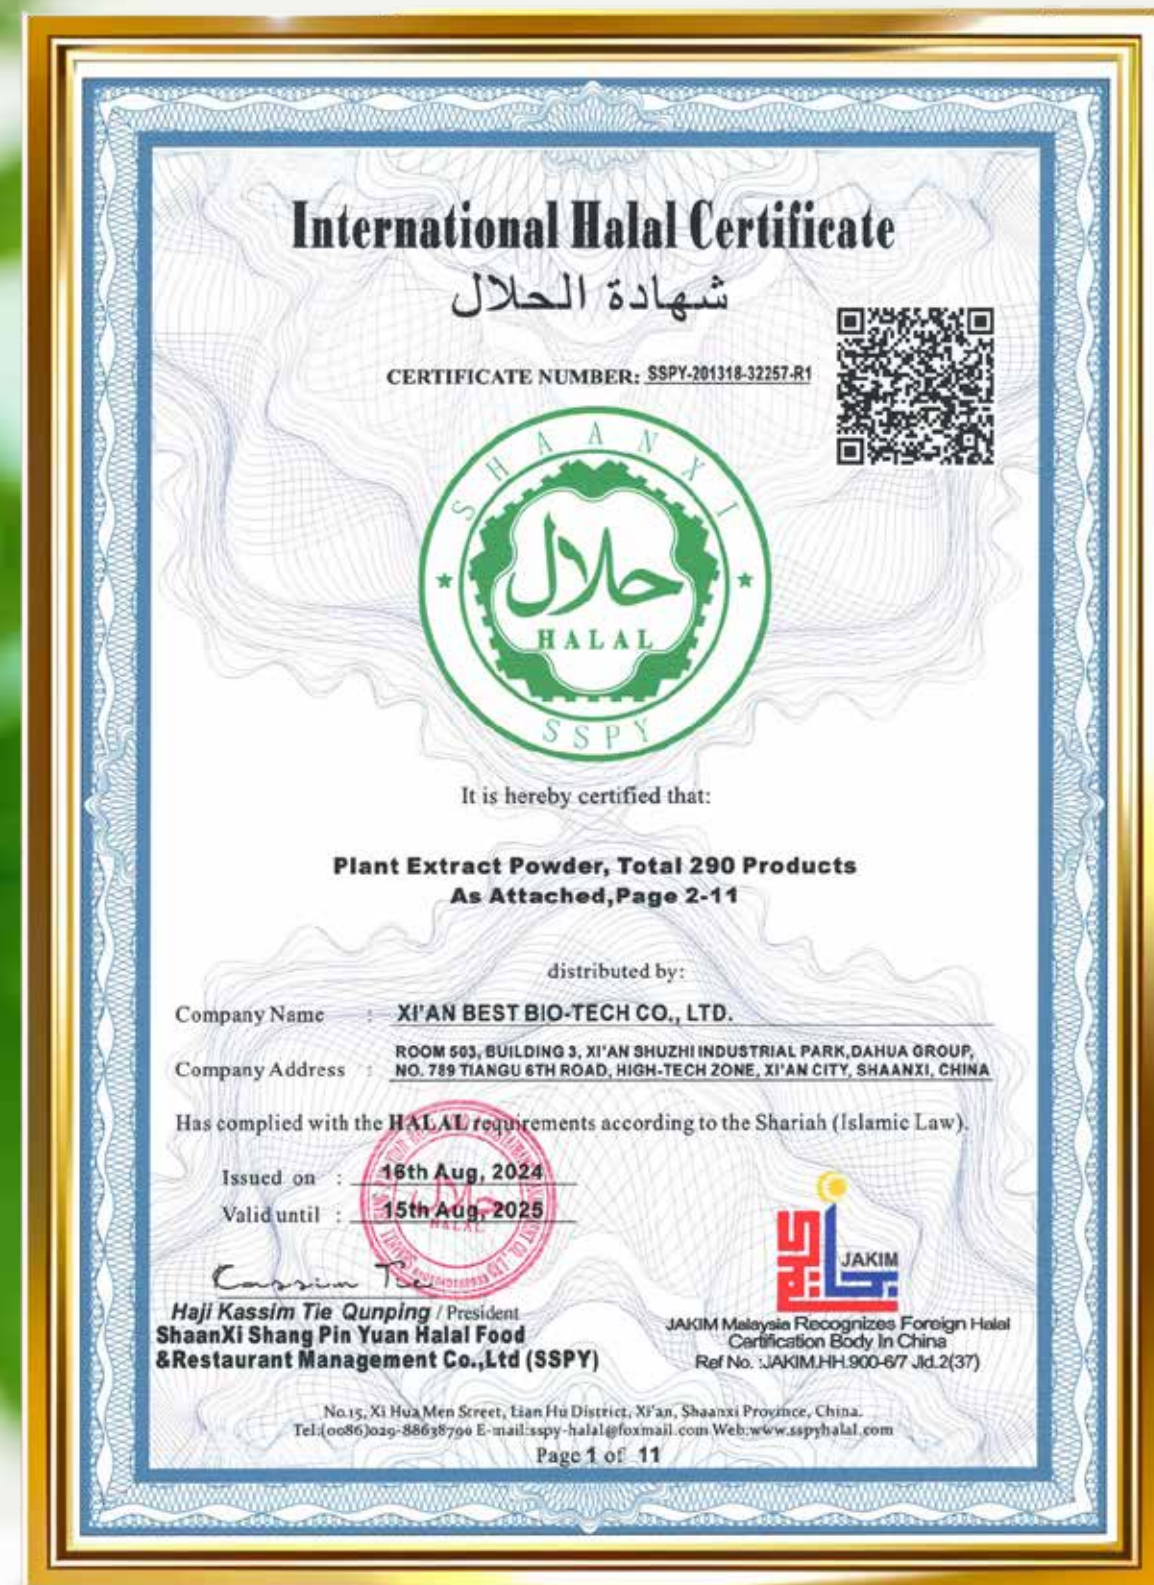 International Halal Certificate
شهادة الحلال
CERTIFICATE NUMBER: SSPY-201318-32257-R1
SHAANXI
حلال
HALAL
SSPY
It is hereby certified that:
Plant Extract Powder, Total 290 Products
As Attached,Page 2-11
distributed by:
Company Name : XI'AN BEST BIO-TECH CO., LTD.
Company Address : ROOM 503, BUILDING 3, XI'AN SHUZHI INDUSTRIAL PARK,DAHUA GROUP,
NO. 789 TIANGU 6TH ROAD, HIGH-TECH ZONE, XI'AN CITY, SHAANXI, CHINA
Has complied with the HALAL requirements according to the Shariah (Islamic Law).
Issued on : 16th Aug, 2024
Valid until : 15th Aug, 2025
حلال
HALAL
Cassim Tie
JAKIM
Haji Kassim Tie Qunping / President
ShaanXi Shang Pin Yuan Halal Food
&Restaurant Management Co.,Ltd (SSPY)
JAKIM Malaysia Recognizes Foreign Halal
Certification Body In China
Ref No. :JAKIM.HH.900-6/7 Jld.2(37)
No.15, Xi Hua Men Street, Lian Hu District, Xi'an, Shaanxi Province, China.
Tel:(0086)029-88638790 E-mail:sspy-halal@foxmail.com Web:www.sspyhalal.com
Page 1 of 11